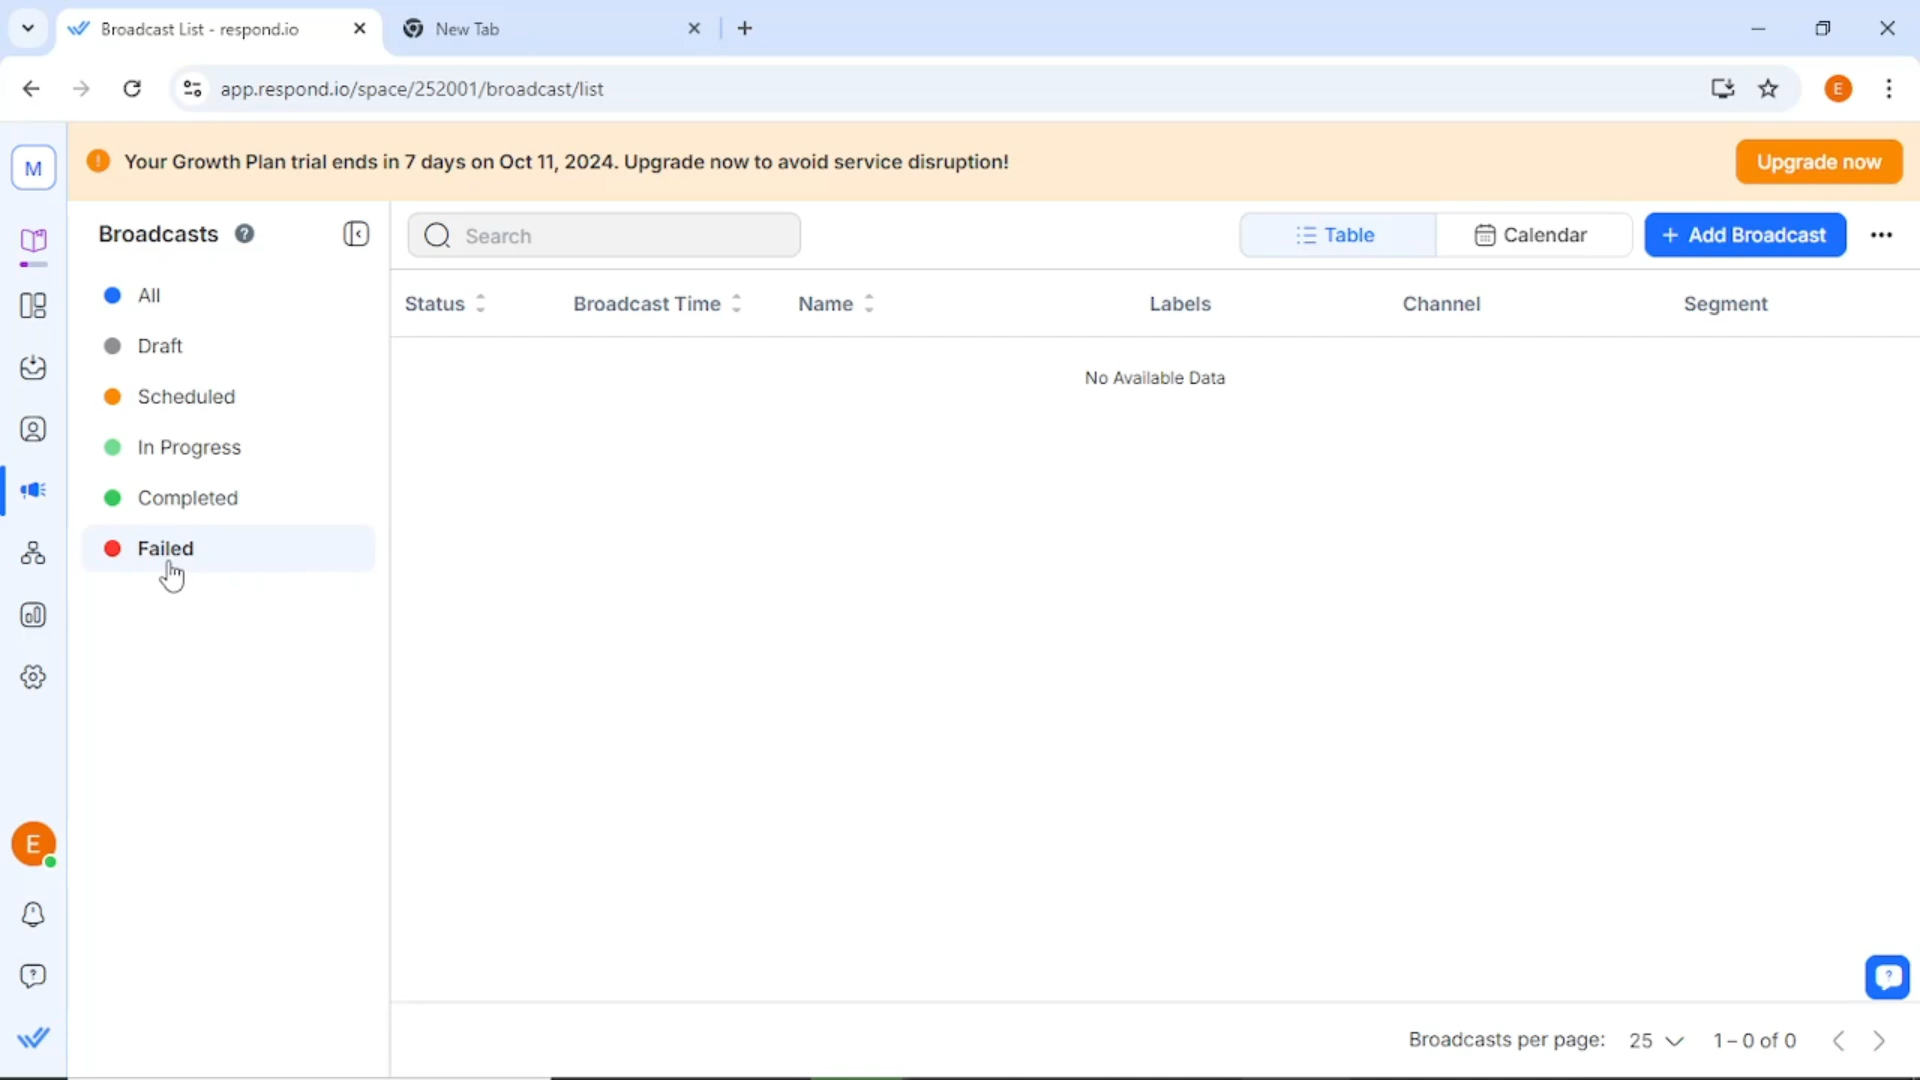 Broadcast List - respond.io
New Tab
app.respond.io/space/252001/broadcast/list
E
M
Your Growth Plan trial ends in 7 days on Oct 11, 2024. Upgrade now to avoid service disruption!
Upgrade now
Broadcasts
Search
Table
Calendar
+ Add Broadcast
All
Draft
Scheduled
In Progress
Completed
Failed
Status
Broadcast Time
Name
Labels
Channel
Segment
No Available Data
E
Broadcasts per page: 25
1–0 of 0